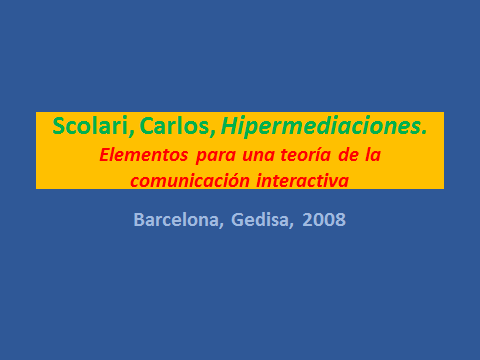 Scolari, Carlos, Hipermediaciones.
Elementos para una teoría de la
comunicación interactiva
Barcelona, Gedisa, 2008